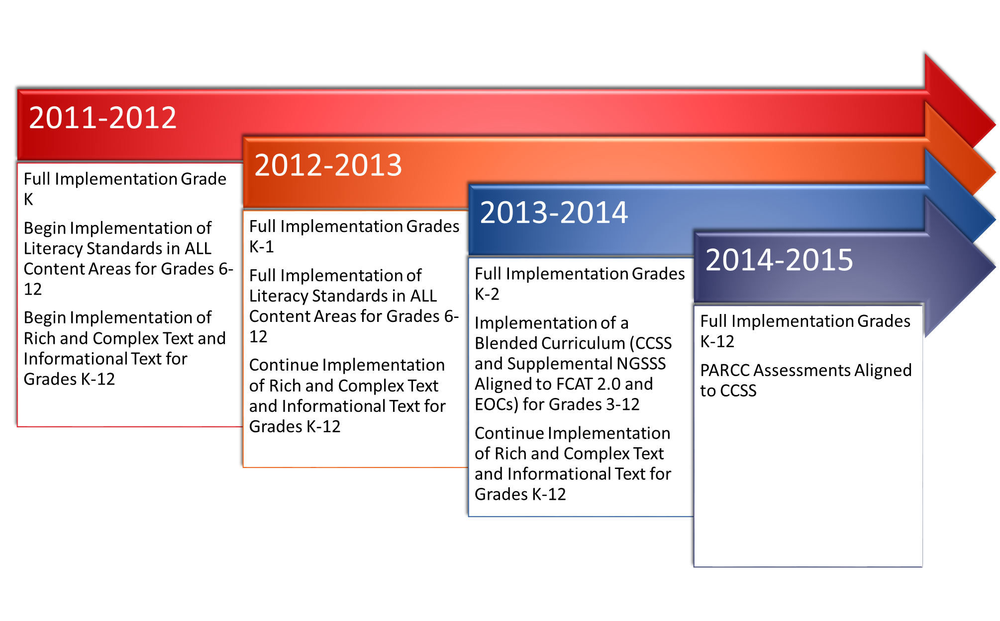 2011-2012
Full Implementation Grade
K
Begin Implementation of
Literacy Standards in ALL
Content Areas for Grades 6-
12
Begin Implementation of
Rich and Complex Text and
Informational Text for
Grades K-12
2012-2013
Full Implementation Grades
K-1
Full Implementation of
Literacy Standards in ALL
Content Areas for Grades 6-
12
Continue Implementation
of Rich and Complex Text
and Informational Text for
Grades K-12
2013-2014
Full Implementation Grades
K-2
Implementation of a
Blended Curriculum (CCSS
and Supplemental NGSSS
Aligned to FCAT 2.0 and
EOCs) for Grades 3-12
Continue Implementation
of Rich and Complex Text
and Informational Text for
Grades K-12
2014-2015
Full Implementation Grades
K-12
PARCC Assessments Aligned
to CCSS